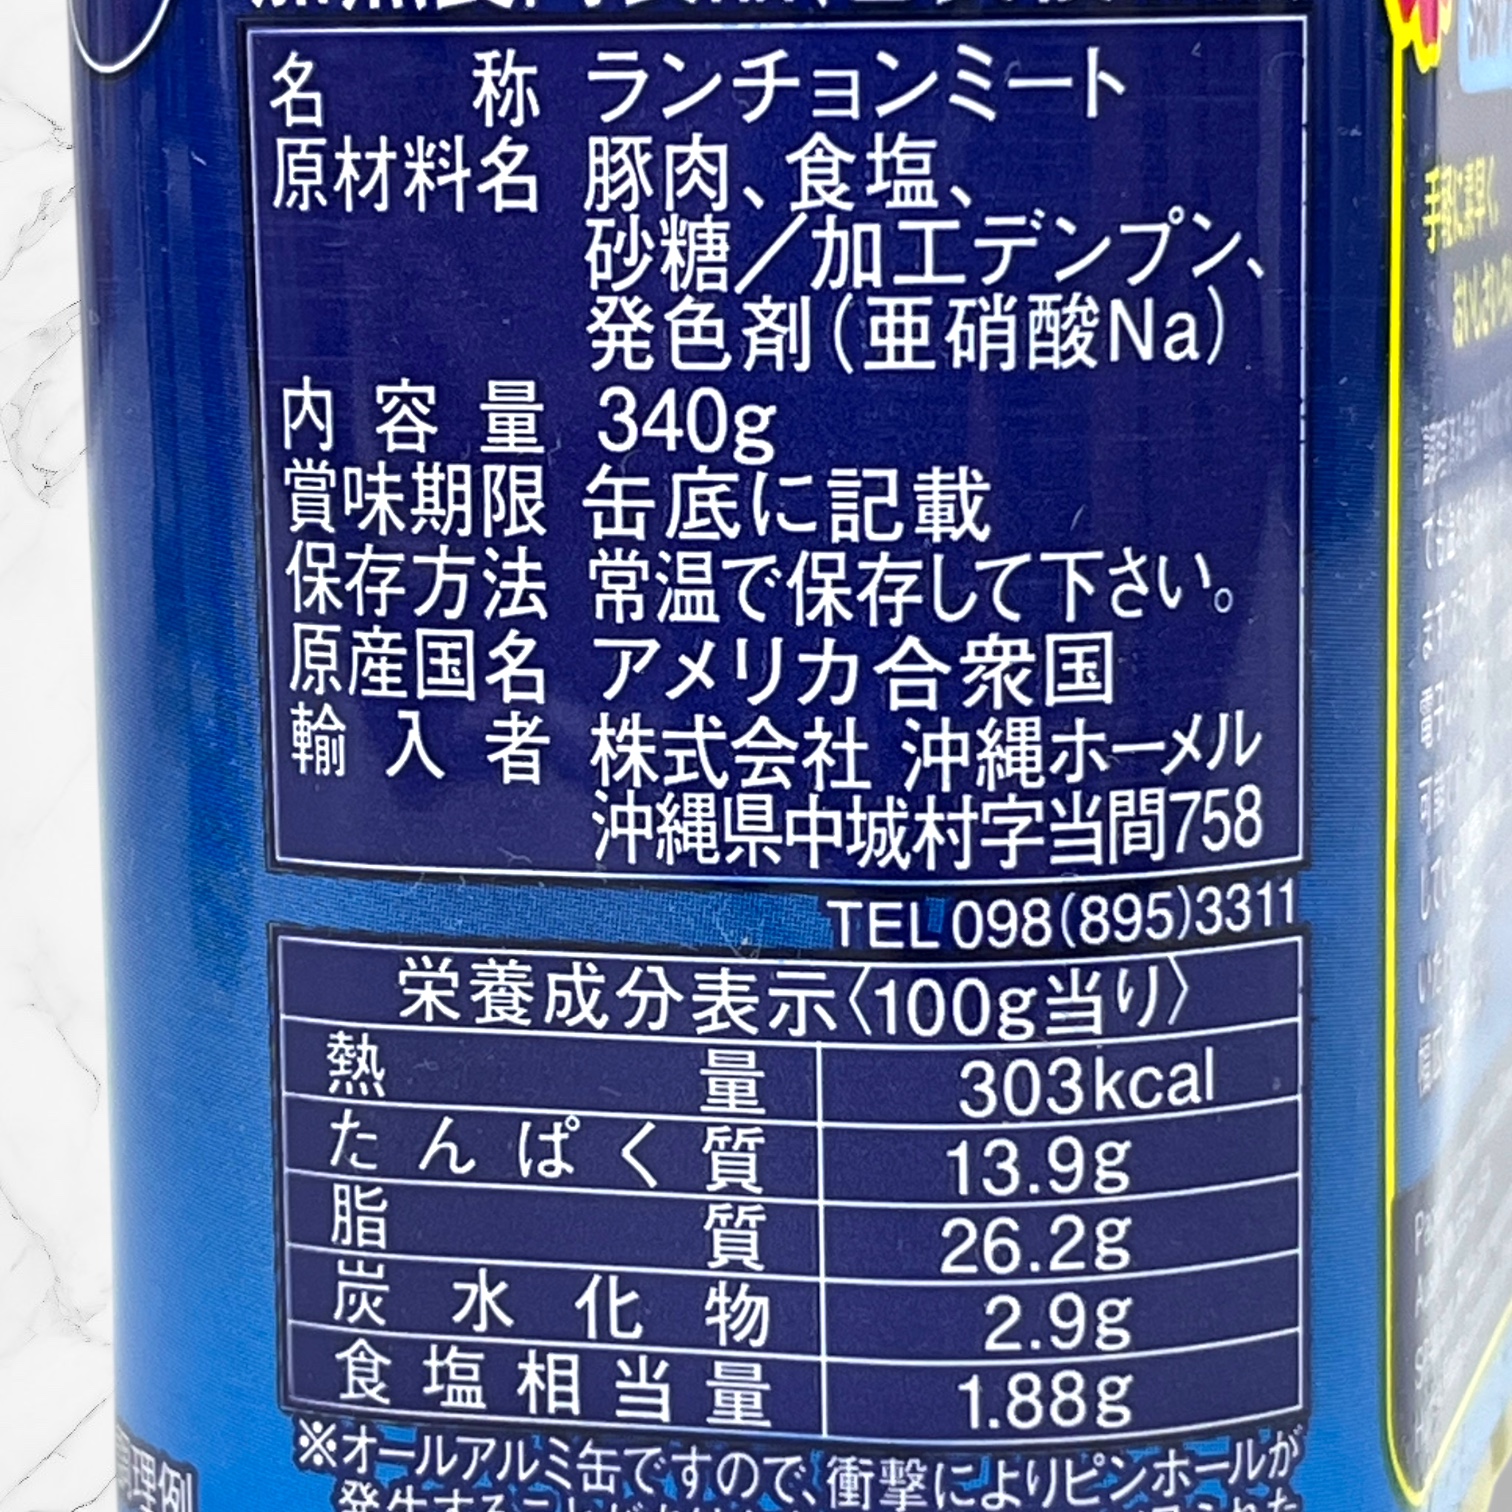 名称 ランチョンミート
原材料名 豚肉、食塩、
砂糖／加工デンプン、
発色剤(亜硝酸Na)
内容量 340g
賞味期限 缶底に記載
保存方法 常温で保存して下さい。
原産国名 アメリカ合衆国
輸入者 株式会社 沖縄ホーメル
沖縄県中城村字当間758
TEL 098(895)3311
栄養成分表示〈100g当り〉
熱量 303kcal
たんぱく質 13.9g
脂質 26.2g
炭水化物 2.9g
食塩相当量 1.88g
※オールアルミ缶ですので、衝撃によりピンホールが
理例
手軽に素早く